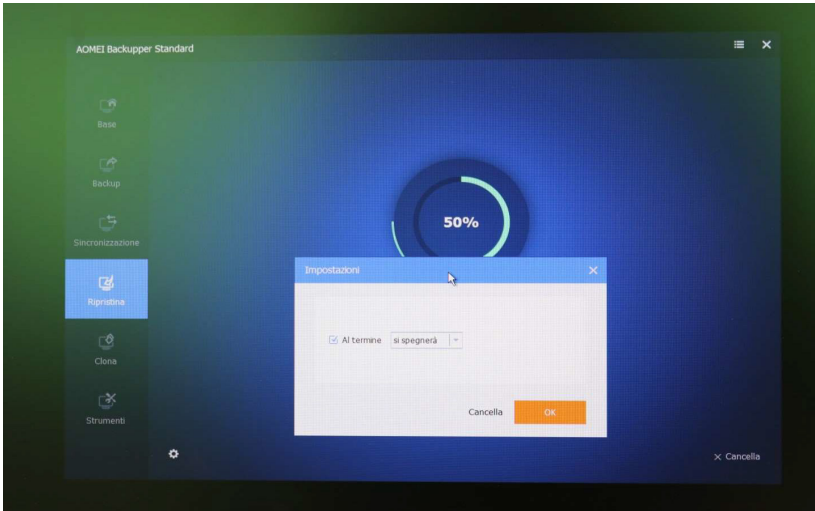 AOMEI Backupper Standard
Base
Backup
Sincronizzazione
Ripristina
Clona
Strumenti
50%
Impostazioni
Al termine si spegnerà
Cancella OK
Cancella